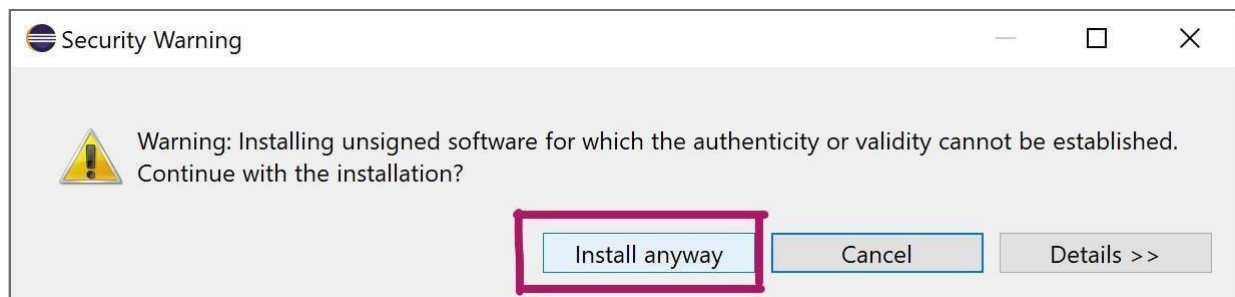 Security Warning
Warning: Installing unsigned software for which the authenticity or validity cannot be established.
Continue with the installation?
Install anyway
Cancel
Details >>